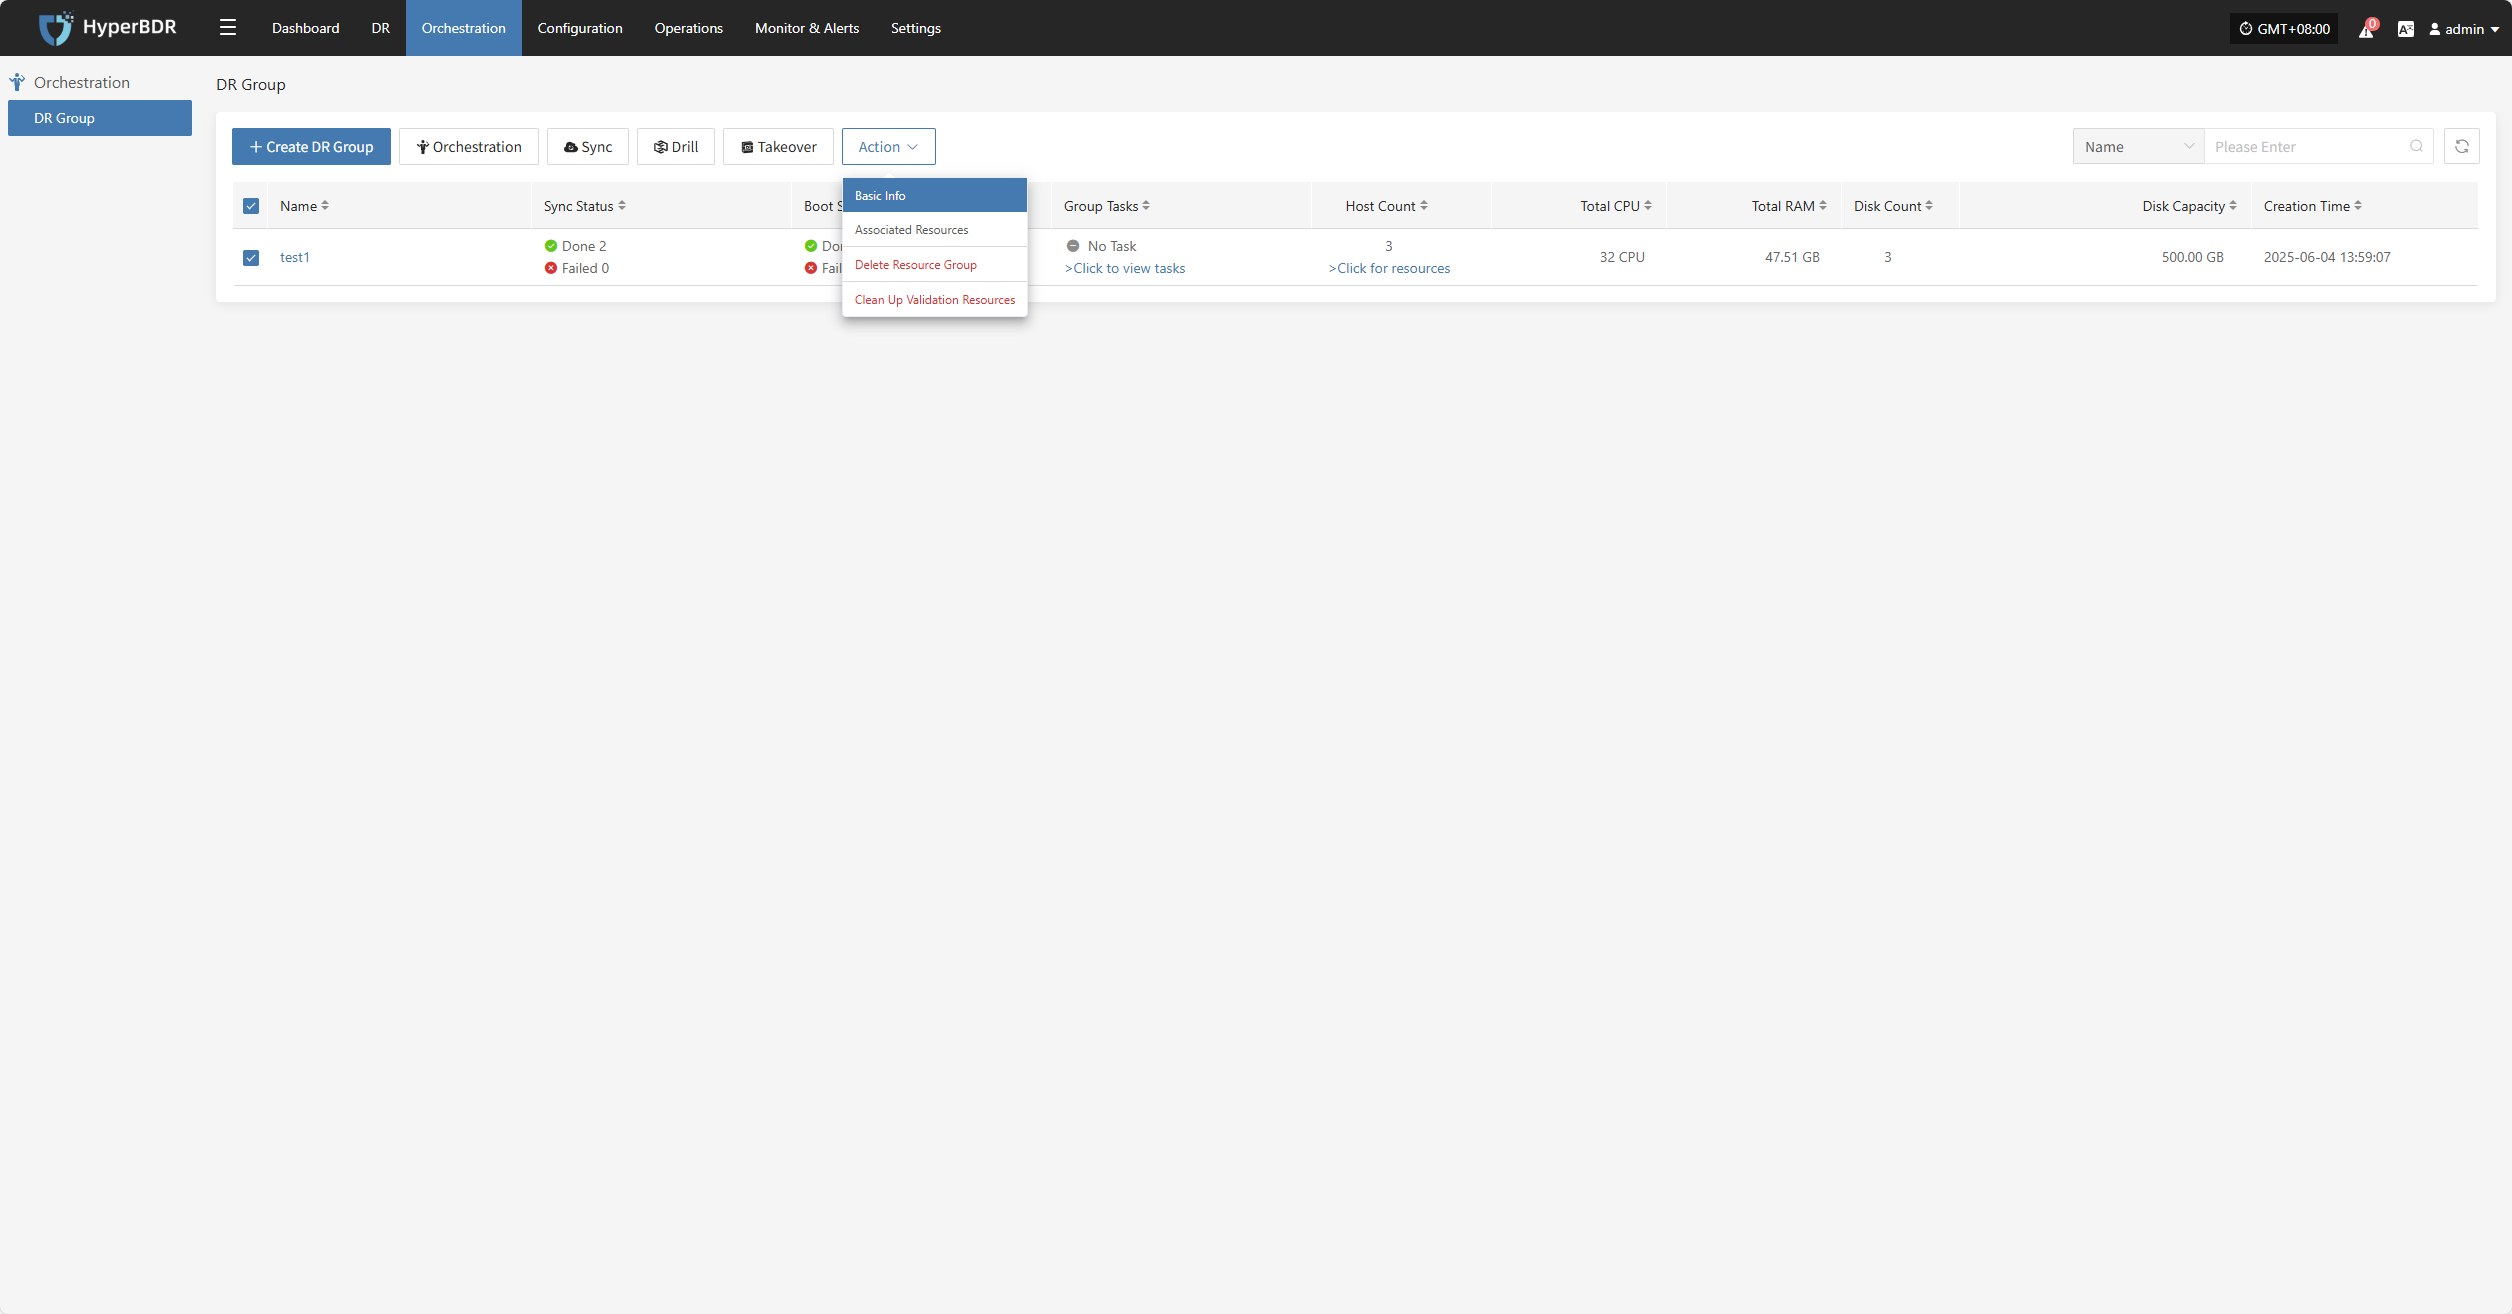 HyperBDR
Dashboard
DR
Orchestration
Configuration
Operations
Monitor & Alerts
Settings
GMT+08:00
0
admin
Orchestration
DR Group
DR Group
Create DR Group
Orchestration
Sync
Drill
Takeover
Action
Name
Please Enter
Basic Info
Associated Resources
Delete Resource Group
Clean Up Validation Resources
Name
Sync Status
Boot
Group Tasks
Host Count
Total CPU
Total RAM
Disk Count
Disk Capacity
Creation Time
test1
Done 2
Failed 0
No Task
>Click to view tasks
3
>Click for resources
32 CPU
47.51 GB
3
500.00 GB
2025-06-04 13:59:07